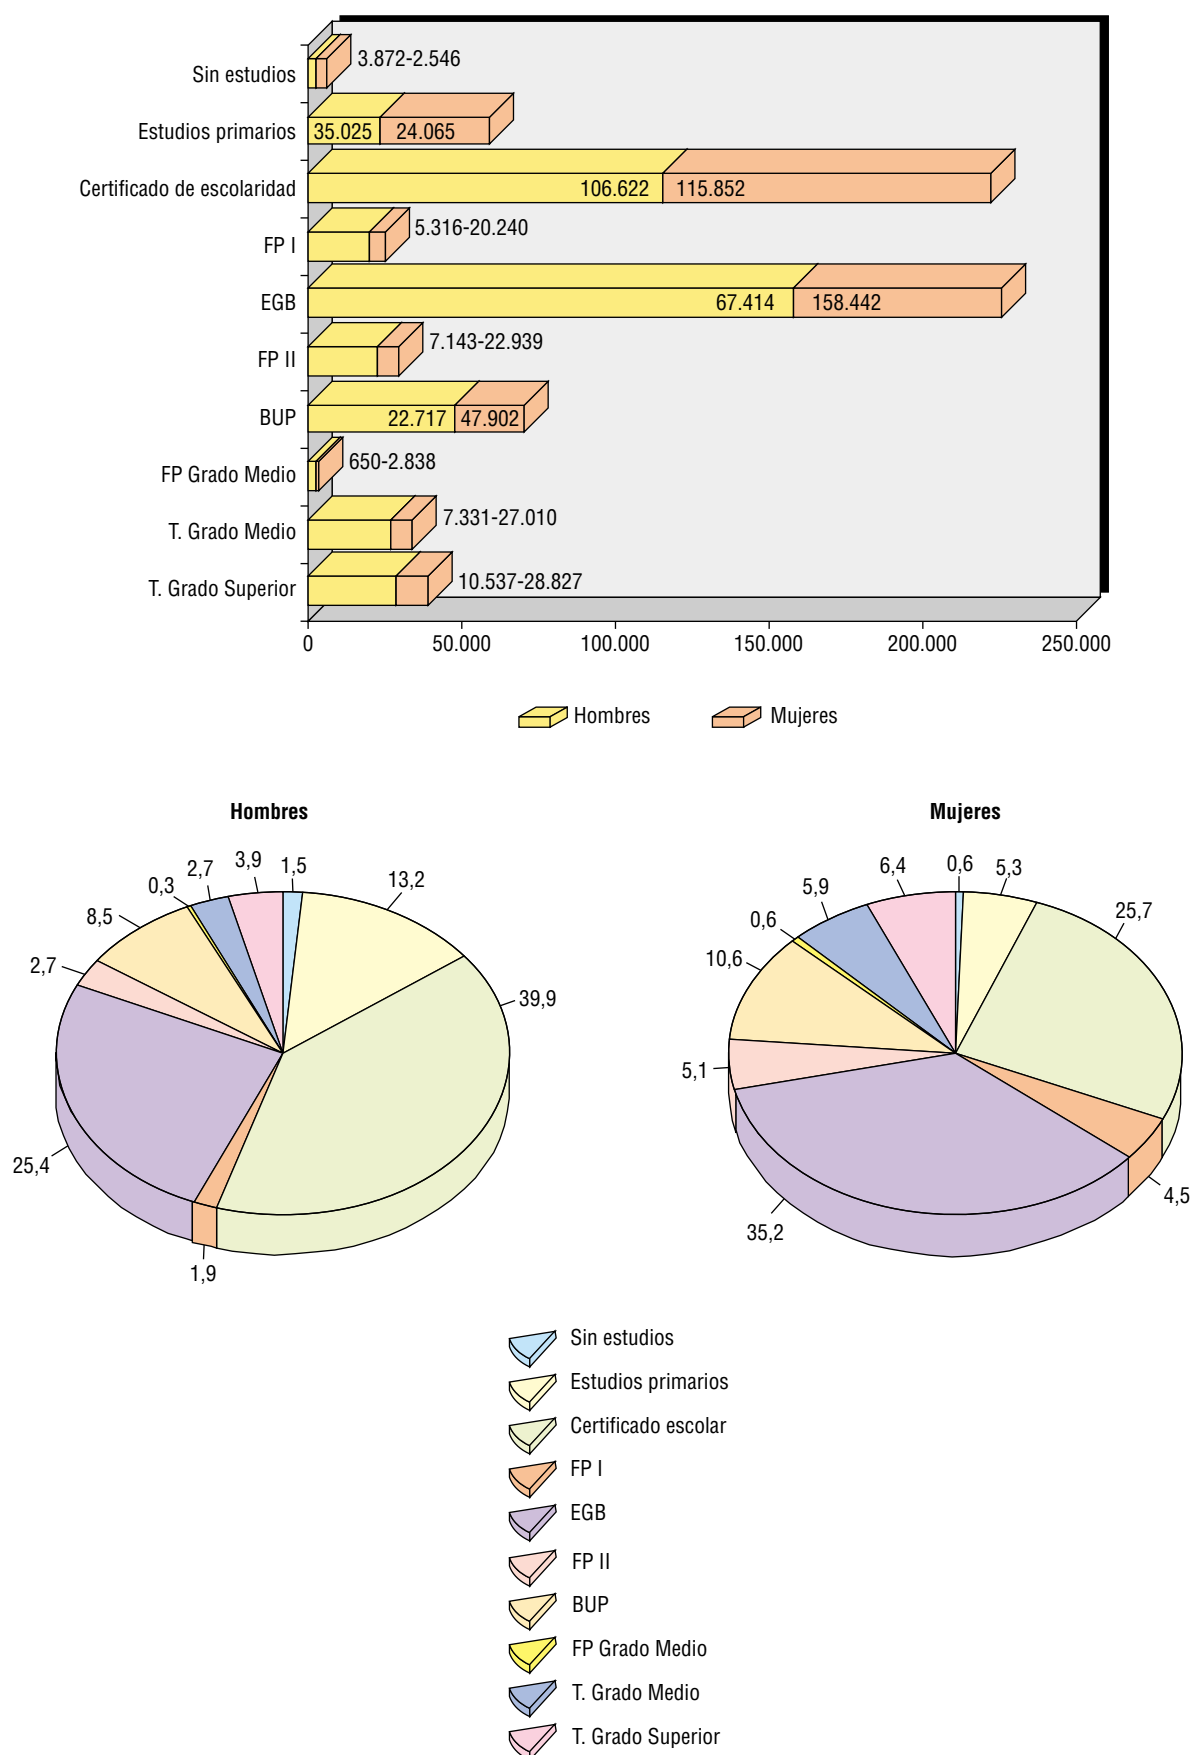 Sin estudios 3.872-2.546
Estudios primarios 35.025 24.065
Certificado de escolaridad 106.622 115.852
FP I 5.316-20.240
EGB 67.414 158.442
FP II 7.143-22.939
BUP 22.717 47.902
FP Grado Medio 650-2.838
T. Grado Medio 7.331-27.010
T. Grado Superior 10.537-28.827
0 50.000 100.000 150.000 200.000 250.000
Hombres Mujeres
Hombres
1,5
13,2
39,9
1,9
25,4
2,7
8,5
0,3
2,7
3,9
Mujeres
0,6
5,3
25,7
4,5
35,2
5,1
10,6
0,6
5,9
6,4
Sin estudios
Estudios primarios
Certificado escolar
FP I
EGB
FP II
BUP
FP Grado Medio
T. Grado Medio
T. Grado Superior